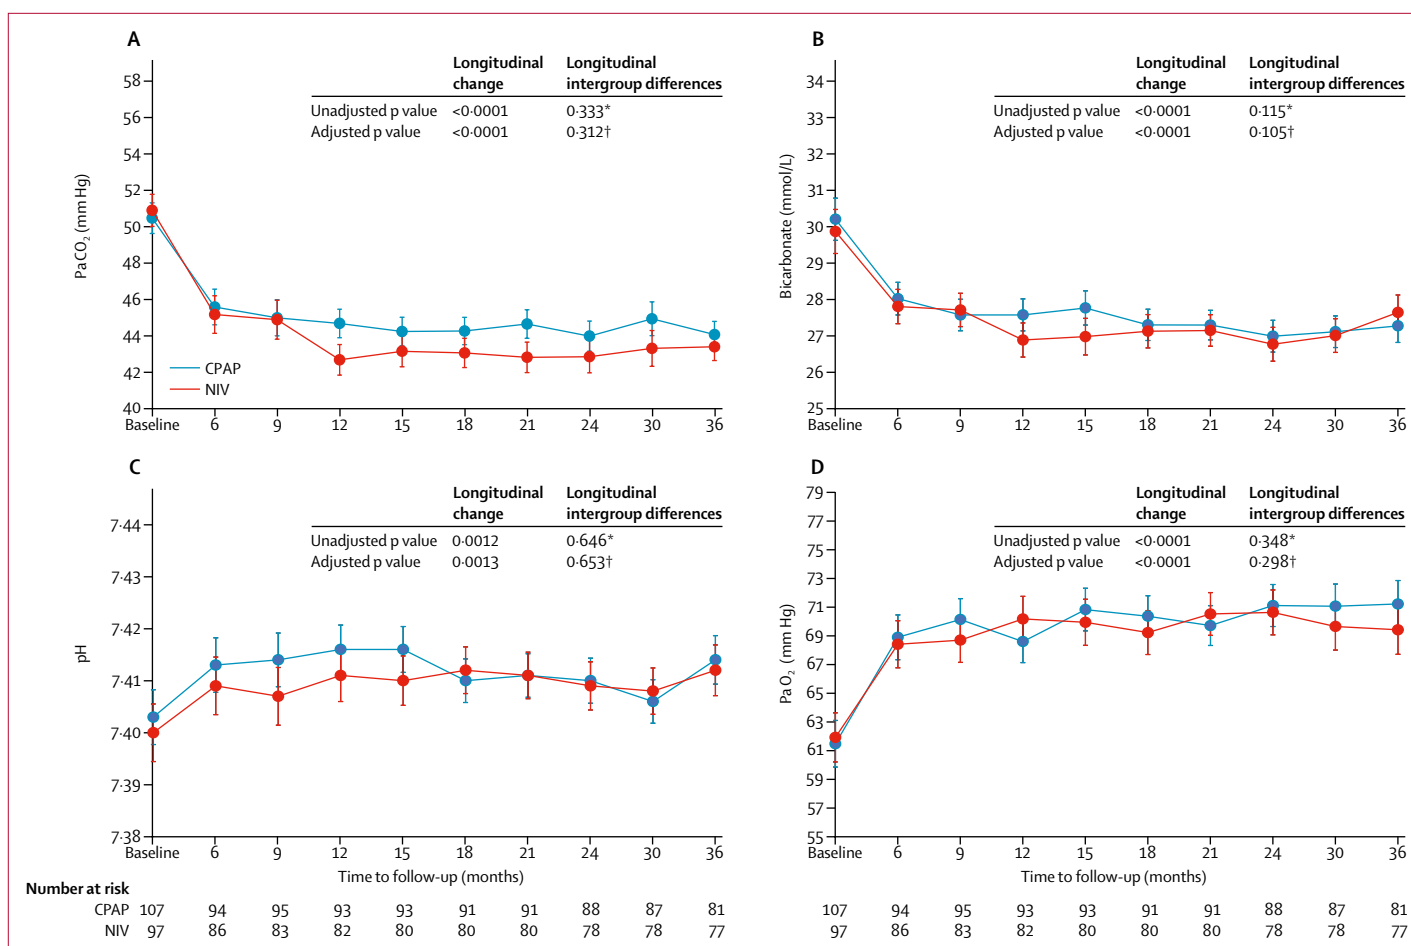 A
Longitudinal change
Longitudinal intergroup differences
Unadjusted p value <0·0001 0·333*
Adjusted p value <0·0001 0·312†
PaCO2 (mm Hg)
58
56
54
52
50
48
46
44
42
40
CPAP
NIV
Baseline 6 9 12 15 18 21 24 30 36
B
Longitudinal change
Longitudinal intergroup differences
Unadjusted p value <0·0001 0·115*
Adjusted p value <0·0001 0·105†
Bicarbonate (mmol/L)
34
33
32
31
30
29
28
27
26
25
Baseline 6 9 12 15 18 21 24 30 36
C
Longitudinal change
Longitudinal intergroup differences
Unadjusted p value 0·0012 0·646*
Adjusted p value 0·0013 0·653†
pH
7·44
7·43
7·42
7·41
7·40
7·39
7·38
Baseline 6 9 12 15 18 21 24 30 36
Time to follow-up (months)
D
Longitudinal change
Longitudinal intergroup differences
Unadjusted p value <0·0001 0·348*
Adjusted p value <0·0001 0·298†
PaO2 (mm Hg)
79
77
75
73
71
69
67
65
63
61
59
57
55
Baseline 6 9 12 15 18 21 24 30 36
Time to follow-up (months)
Number at risk
CPAP 107 94 95 93 93 91 91 88 87 81
NIV 97 86 83 82 80 80 80 78 78 77
107 94 95 93 93 91 91 88 87 81
97 86 83 82 80 80 80 78 78 77